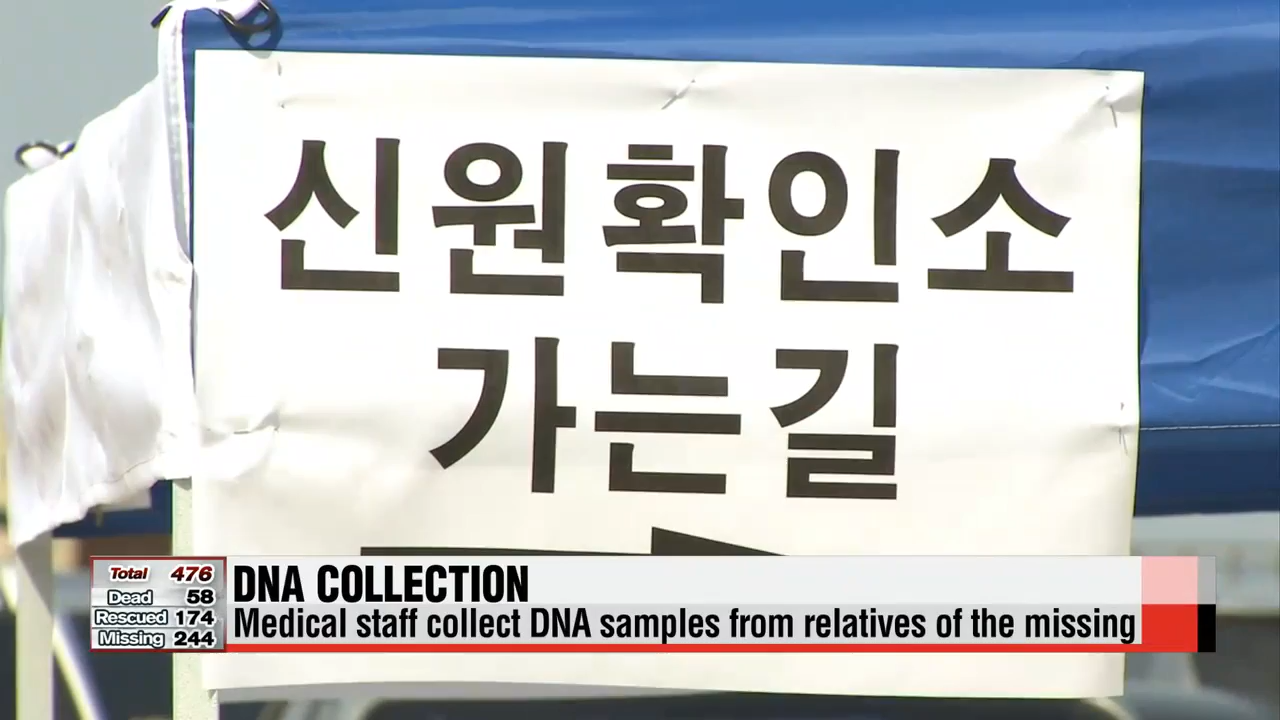 신원확인소
가는길
Total 476
Dead 58
Rescued 174
Missing 244
DNA COLLECTION
Medical staff collect DNA samples from relatives of the missing